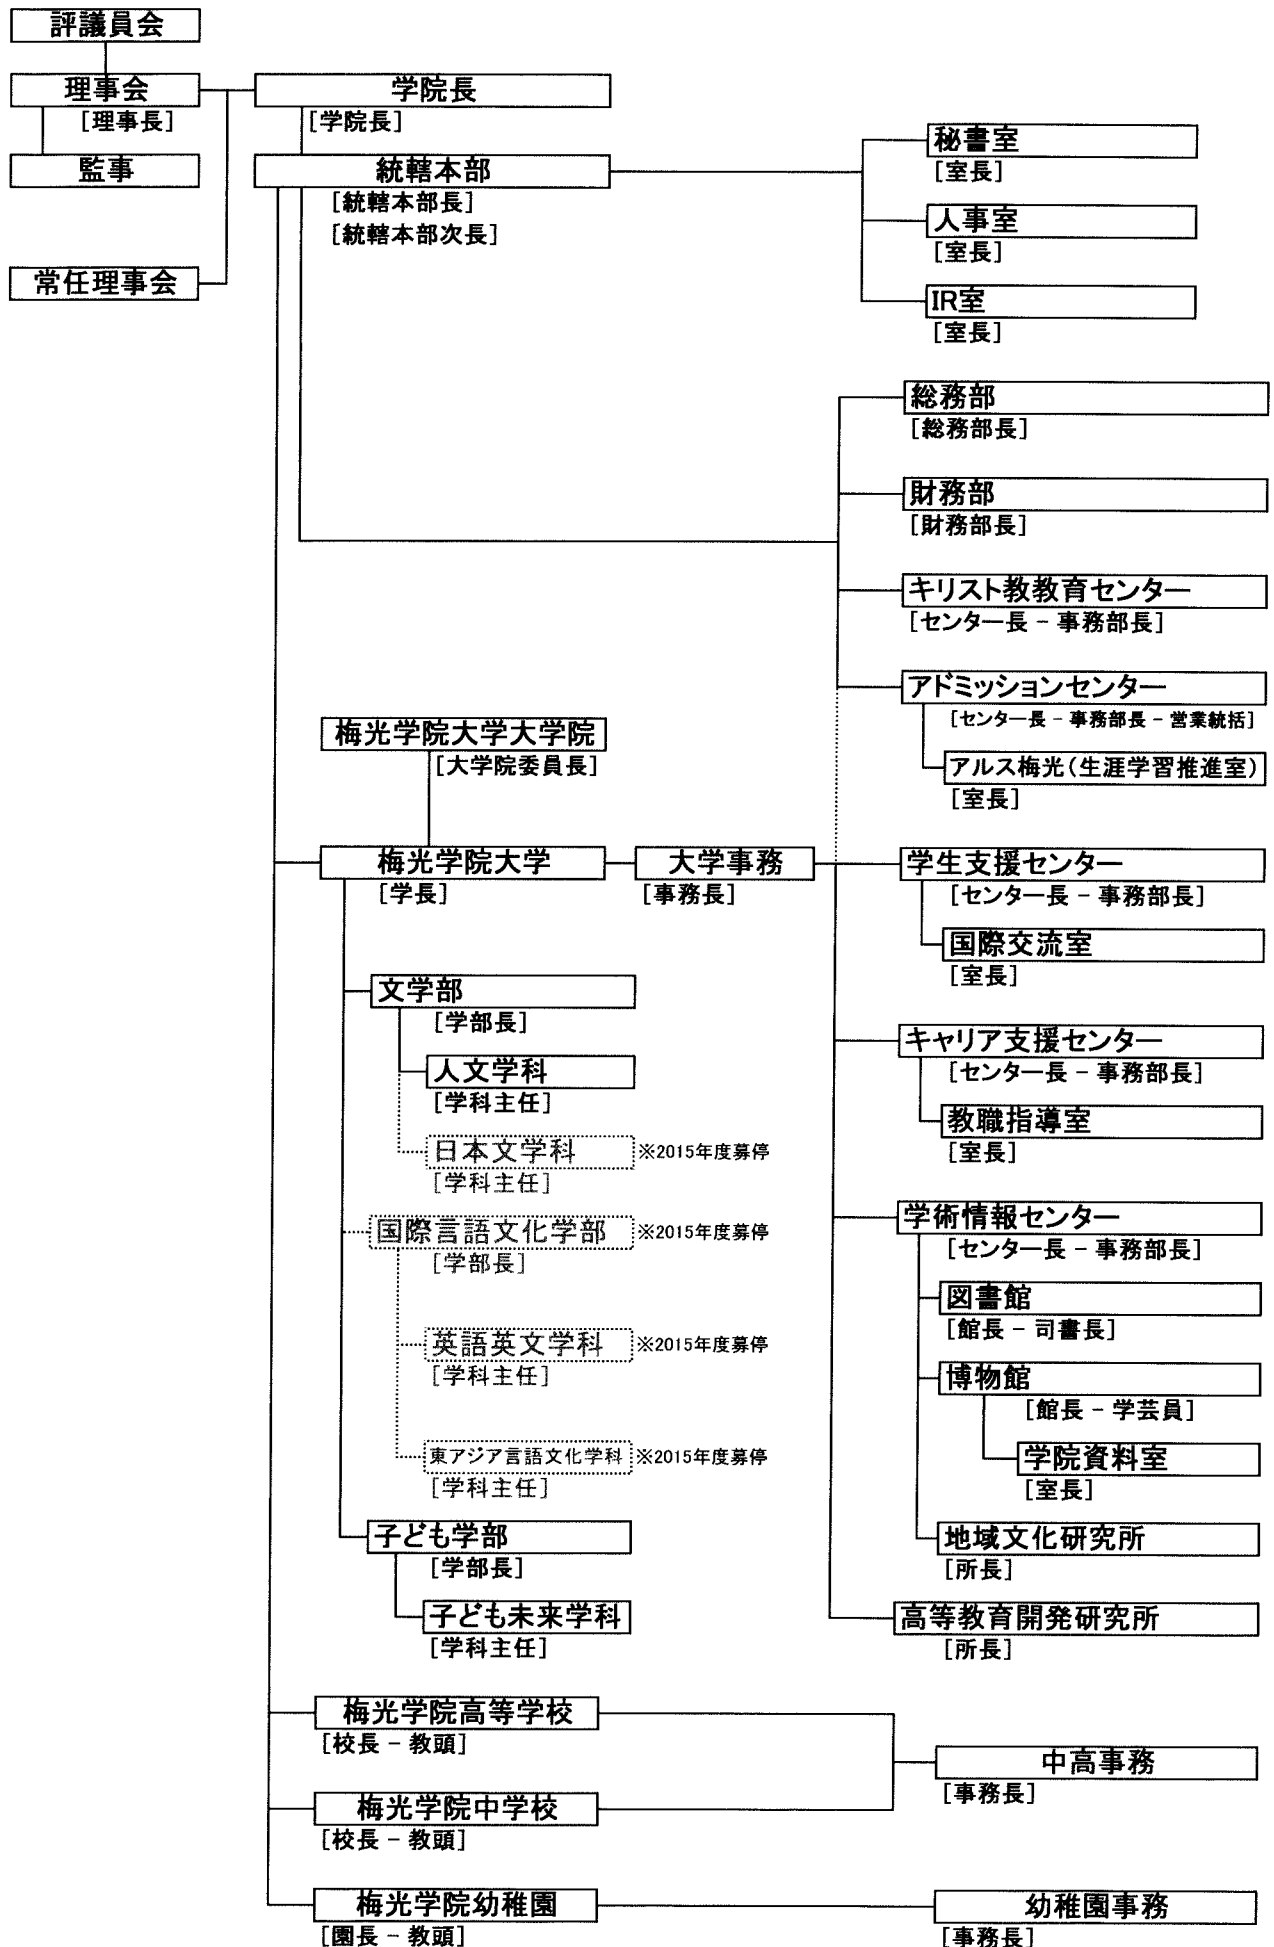 評議員会
理事会
[理事長]
監事
常任理事会
学院長
[学院長]
統轄本部
[統轄本部長]
[統轄本部次長]
秘書室
[室長]
人事室
[室長]
IR室
[室長]
総務部
[総務部長]
財務部
[財務部長]
キリスト教教育センター
[センター長 － 事務部長]
アドミッションセンター
[センター長 － 事務部長 － 営業統括]
アルス梅光(生涯学習推進室)
[室長]
梅光学院大学大学院
[大学院委員長]
梅光学院大学
[学長]
大学事務
[事務長]
学生支援センター
[センター長 － 事務部長]
国際交流室
[室長]
キャリア支援センター
[センター長 － 事務部長]
教職指導室
[室長]
学術情報センター
[センター長 － 事務部長]
図書館
[館長 － 司書長]
博物館
[館長 － 学芸員]
学院資料室
[室長]
地域文化研究所
[所長]
高等教育開発研究所
[所長]
文学部
[学部長]
人文学科
[学科主任]
日本文学科 ※2015年度募停
[学科主任]
国際言語文化学部 ※2015年度募停
[学部長]
英語英文学科 ※2015年度募停
[学科主任]
東アジア言語文化学科 ※2015年度募停
[学科主任]
子ども学部
[学部長]
子ども未来学科
[学科主任]
梅光学院高等学校
[校長 － 教頭]
梅光学院中学校
[校長 － 教頭]
中高事務
[事務長]
梅光学院幼稚園
[園長 － 教頭]
幼稚園事務
[事務長]